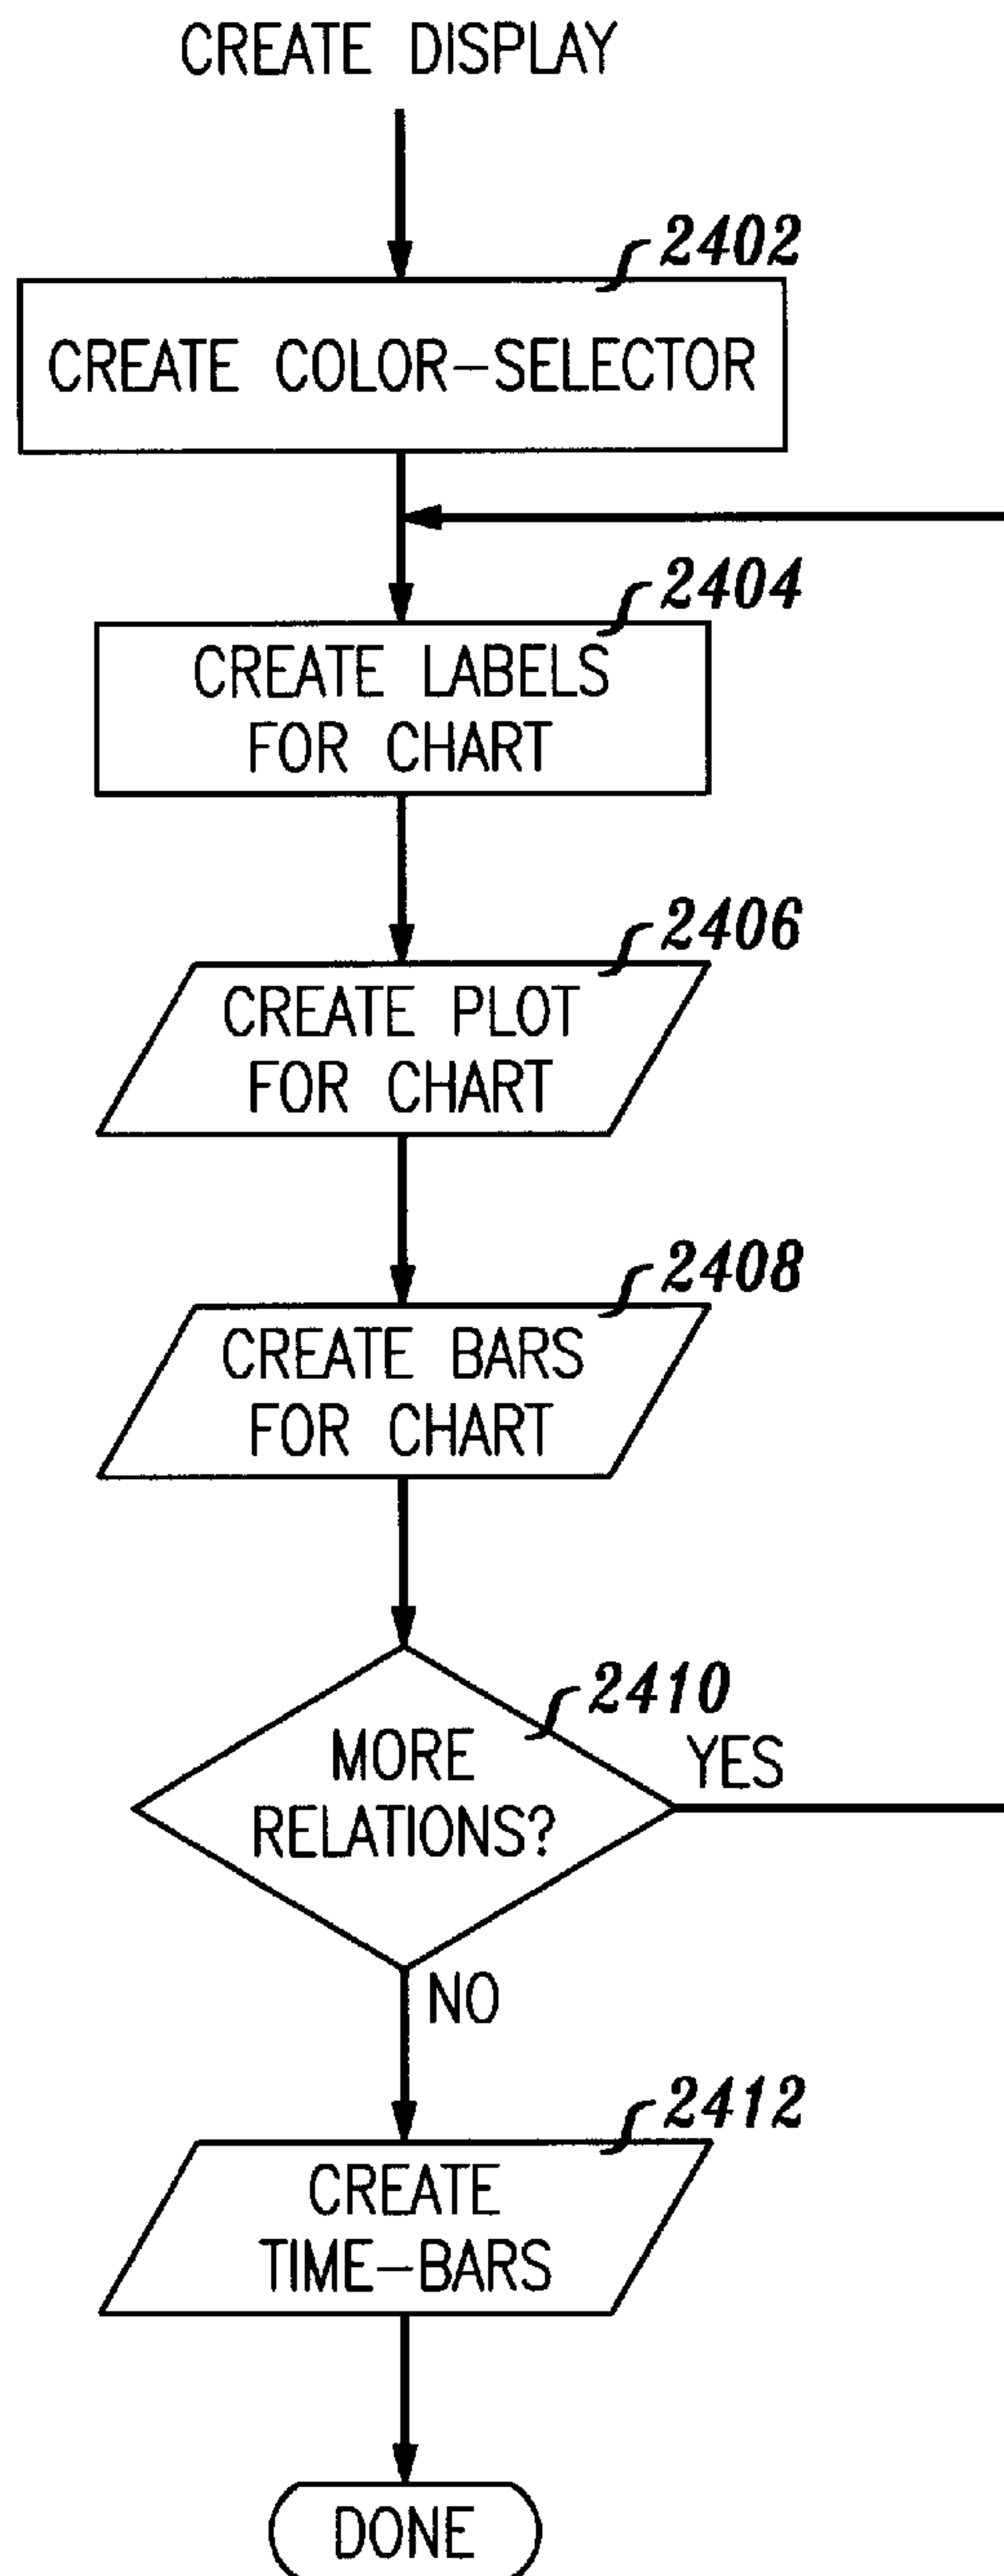 CREATE DISPLAY
2402
CREATE COLOR-SELECTOR
2404
CREATE LABELS
FOR CHART
2406
CREATE PLOT
FOR CHART
2408
CREATE BARS
FOR CHART
2410
MORE
RELATIONS?
YES
NO
2412
CREATE
TIME-BARS
DONE